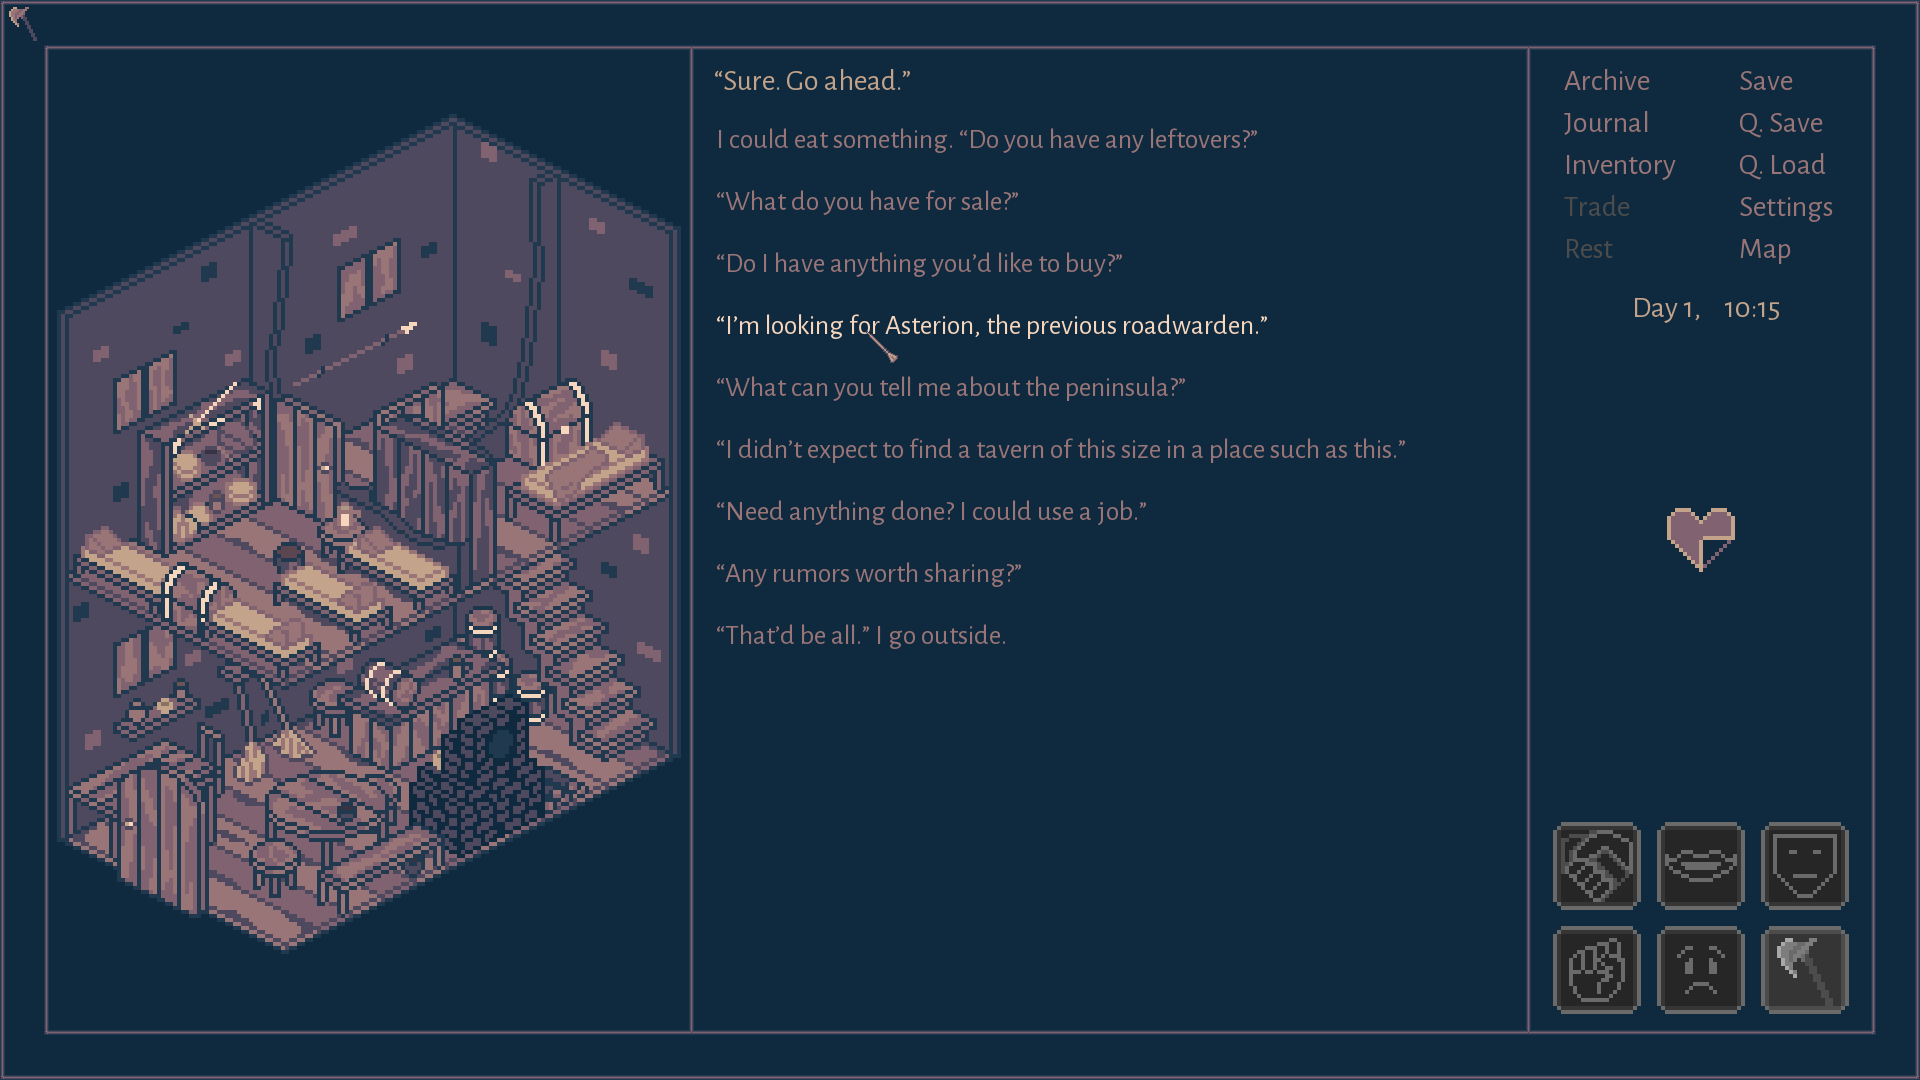 “Sure. Go ahead.”
I could eat something. “Do you have any leftovers?”
“What do you have for sale?”
“Do I have anything you’d like to buy?”
“I’m looking for Asterion, the previous roadwarden.”
“What can you tell me about the peninsula?”
“I didn’t expect to find a tavern of this size in a place such as this.”
“Need anything done? I could use a job.”
“Any rumors worth sharing?”
“That’d be all.” I go outside.
Archive Save
Journal Q. Save
Inventory Q. Load
Trade Settings
Rest Map
Day 1, 10:15